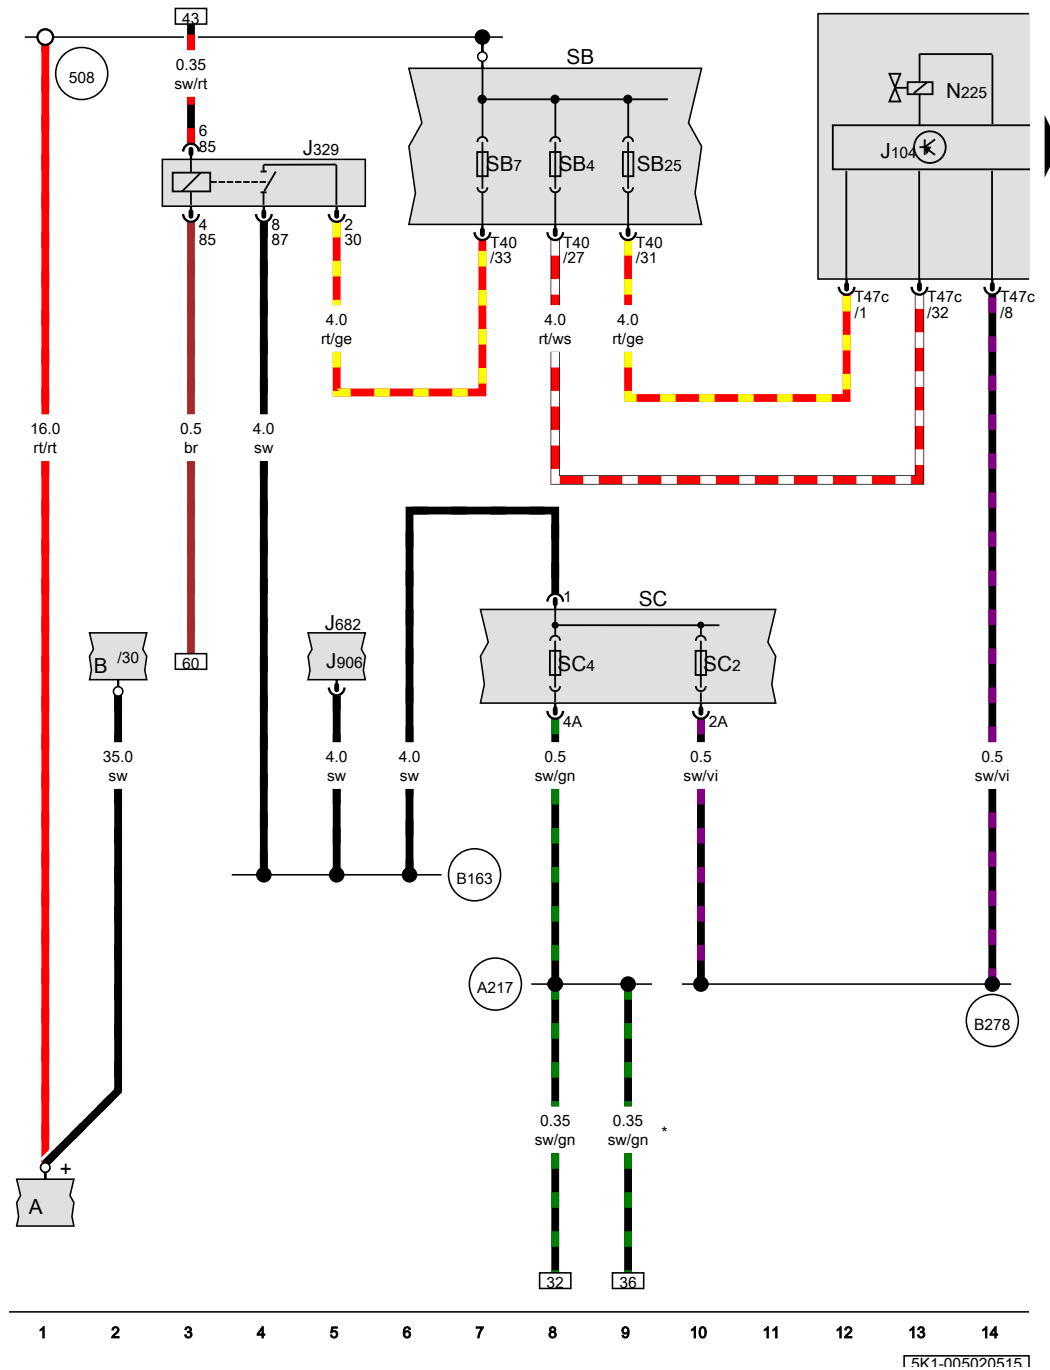 43
508
0.35
sw/rt
6
85
J329
4
85
8
87
2
30
SB
SB7
SB4
SB25
T40
/33
T40
/27
T40
/31
N225
J104
T47c
/1
T47c
/32
T47c
/8
4.0
rt/ge
4.0
rt/ws
4.0
rt/ge
16.0
rt/rt
0.5
br
4.0
sw
B /30
60
J682
J906
1
SC
SC4
SC2
4A
2A
35.0
sw
4.0
sw
4.0
sw
0.5
sw/gn
0.5
sw/vi
0.5
sw/vi
B163
A217
B278
0.35
sw/gn
0.35
sw/gn *
+
A
32
36
1 2 3 4 5 6 7 8 9 10 11 12 13 14
5K1-005020515